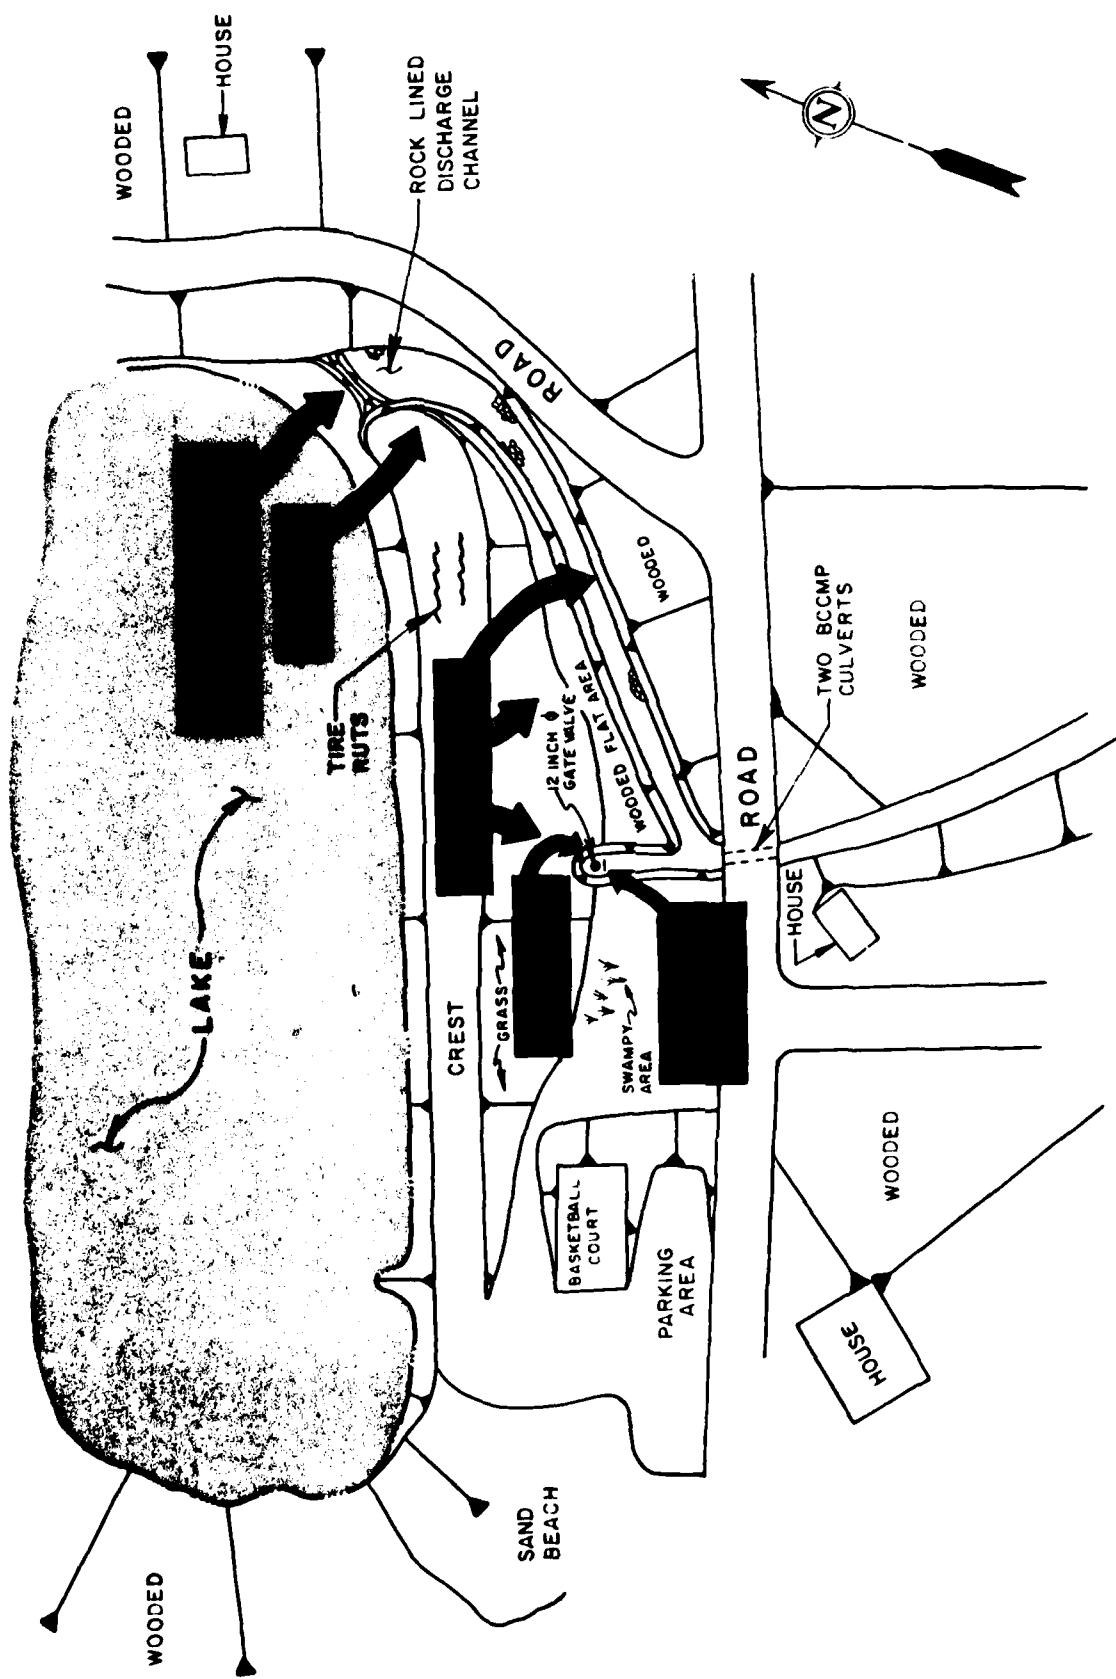 WOODED
HOUSE
ROCK LINED
DISCHARGE
CHANNEL
N
ROAD
TIRE
RUTS
LAKE
12 INCH ϕ
GATE VALVE
WOODED FLAT AREA
WOODED
ROAD
TWO BCCMP
CULVERTS
WOODED
HOUSE
CREST
GRASS
SWAMPY
AREA
BASKETBALL
COURT
PARKING
AREA
WOODED
HOUSE
SAND
BEACH
WOODED